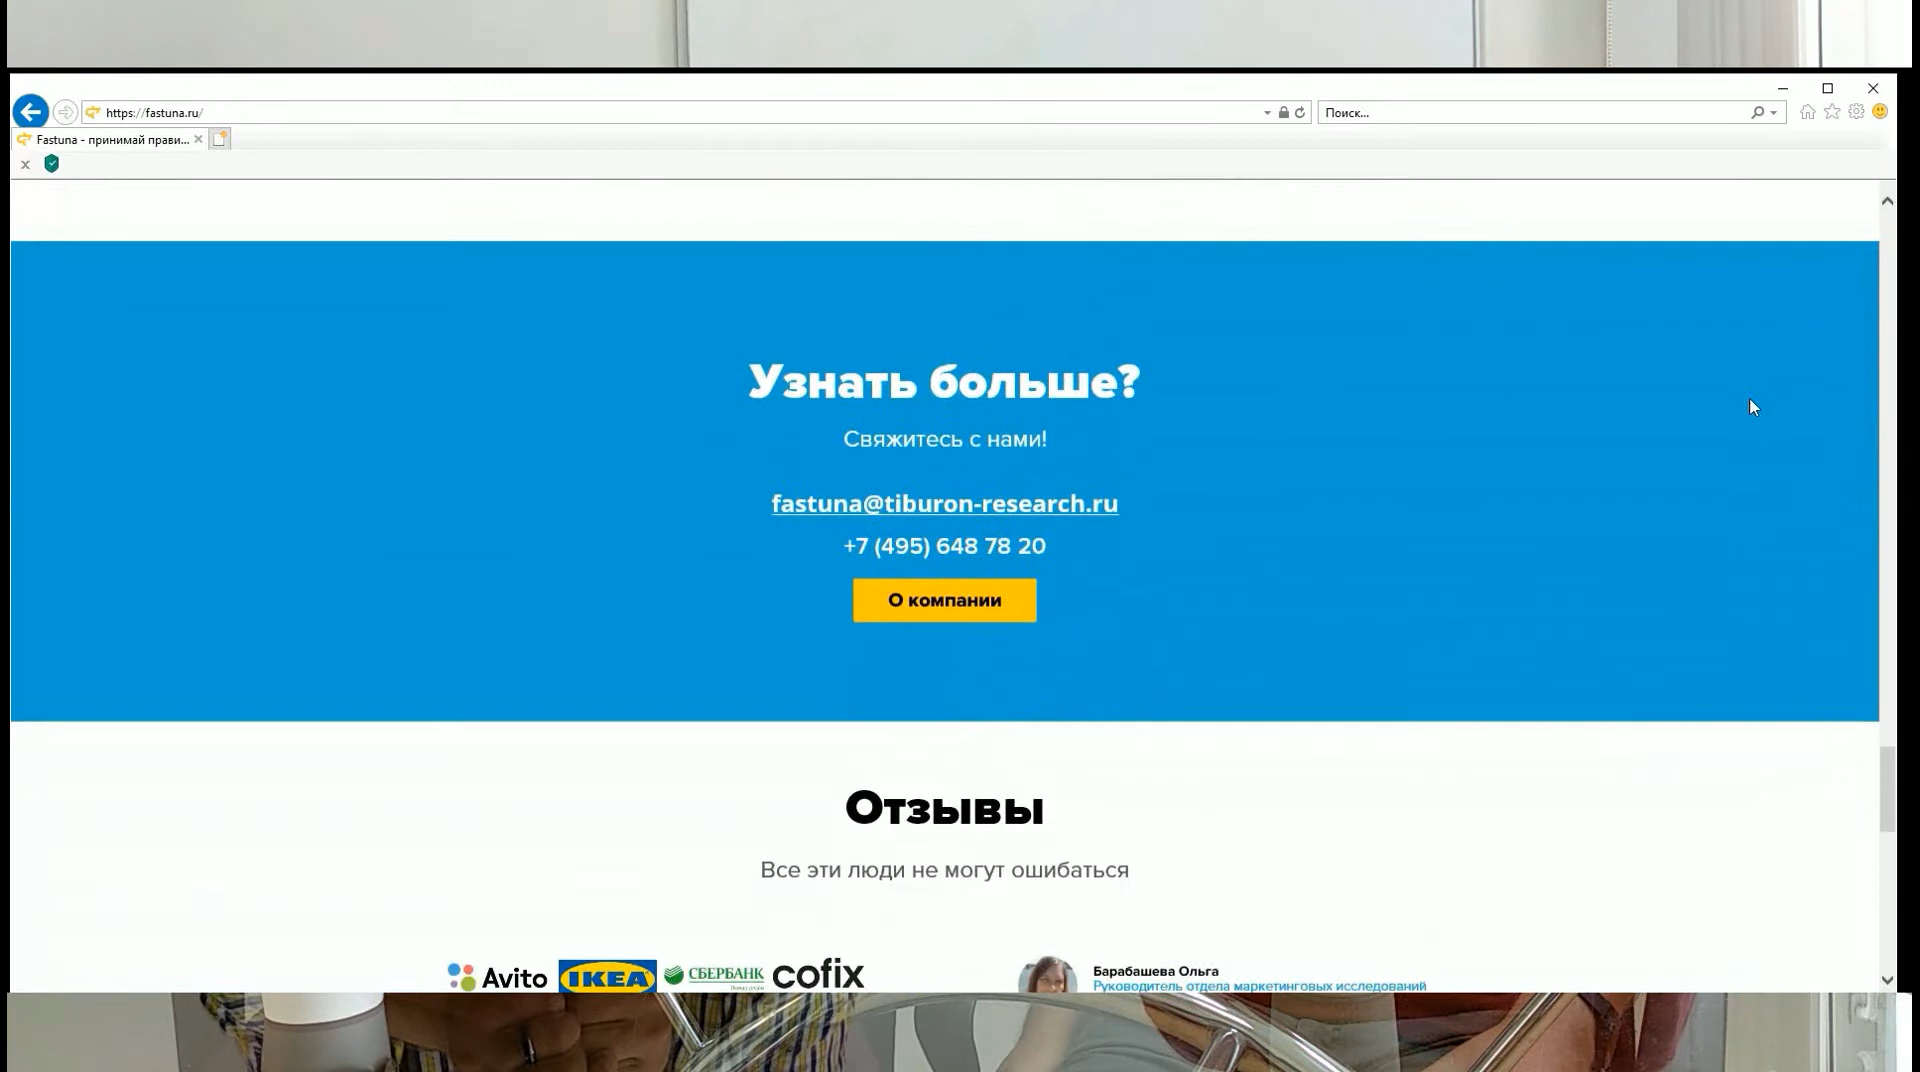 https://fastuna.ru/
Поиск...
Fastuna - принимай прави...
Узнать больше?
Свяжитесь с нами!
fastuna@tiburon-research.ru
+7 (495) 648 78 20
О компании
Отзывы
Все эти люди не могут ошибаться
Avito IKEA СБЕРБАНК cofix
Барабашева Ольга
Руководитель отдела маркетинговых исследований